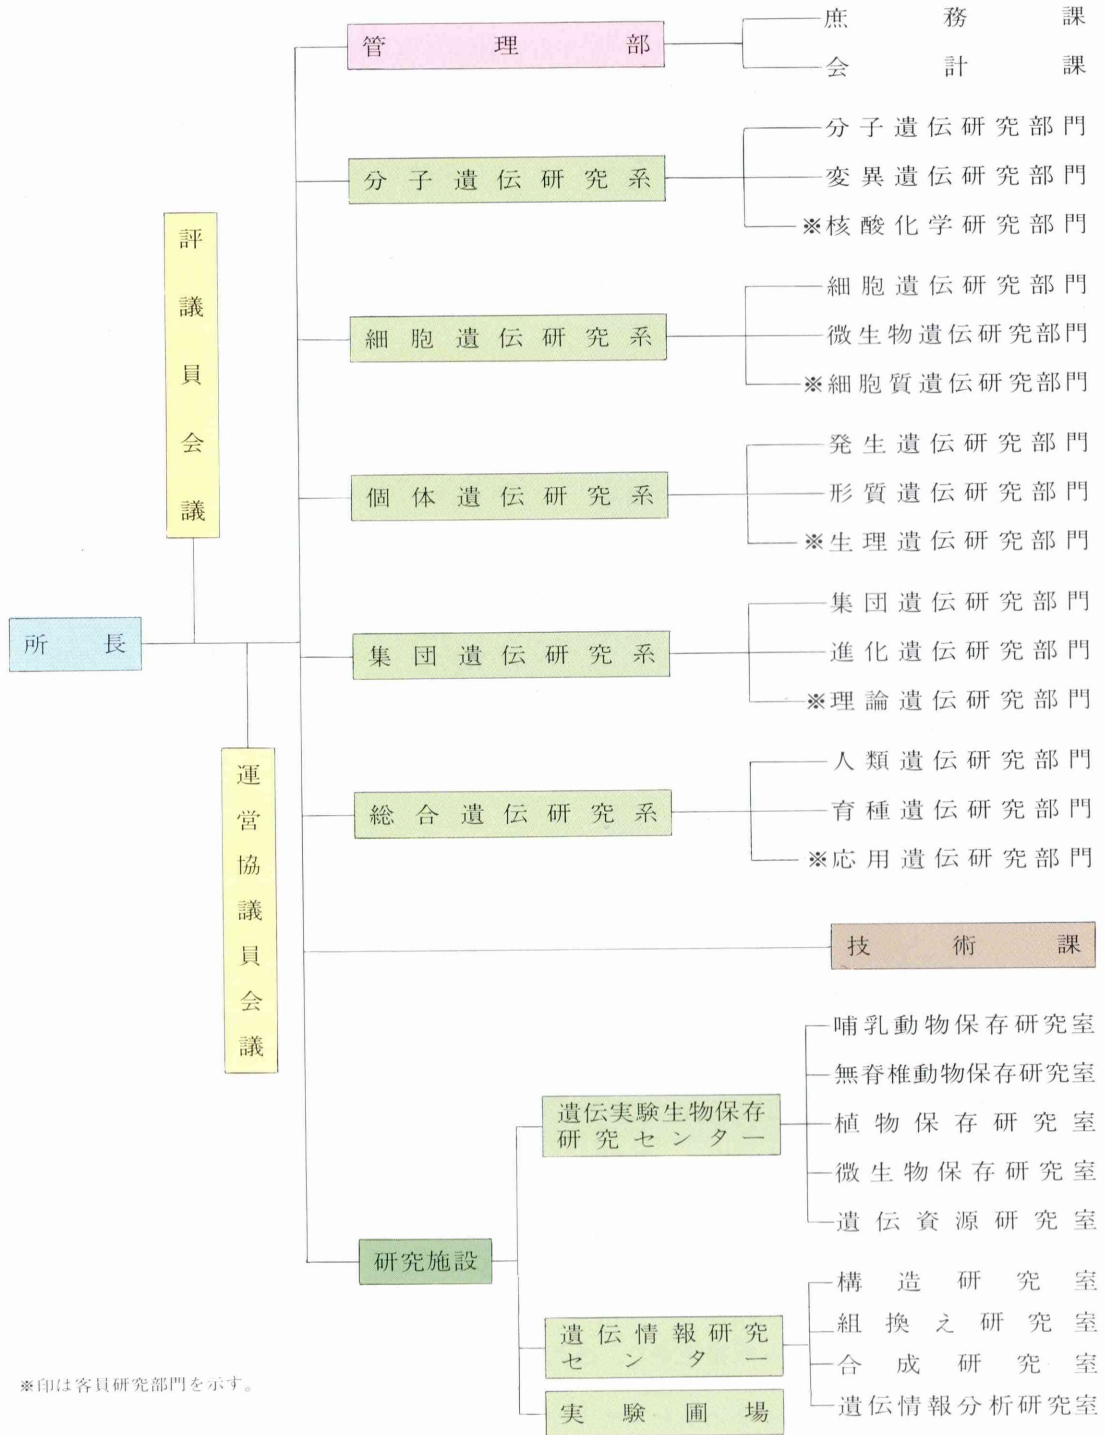 庶務課
管理部
会計課
分子遺伝研究部門
分子遺伝研究系
変異遺伝研究部門
※核酸化学研究部門
評議員会議
細胞遺伝研究部門
細胞遺伝研究系
微生物遺伝研究部門
※細胞質遺伝研究部門
発生遺伝研究部門
個体遺伝研究系
形質遺伝研究部門
※生理遺伝研究部門
所長
集団遺伝研究部門
集団遺伝研究系
進化遺伝研究部門
※理論遺伝研究部門
運営協議員会議
人類遺伝研究部門
総合遺伝研究系
育種遺伝研究部門
※応用遺伝研究部門
技術課
哺乳動物保存研究室
無脊椎動物保存研究室
遺伝実験生物保存
研究センター
植物保存研究室
微生物保存研究室
遺伝資源研究室
研究施設
構造研究室
遺伝情報研究
センター
組換え研究室
合成研究室
遺伝情報分析研究室
実験圃場
※印は客員研究部門を示す。